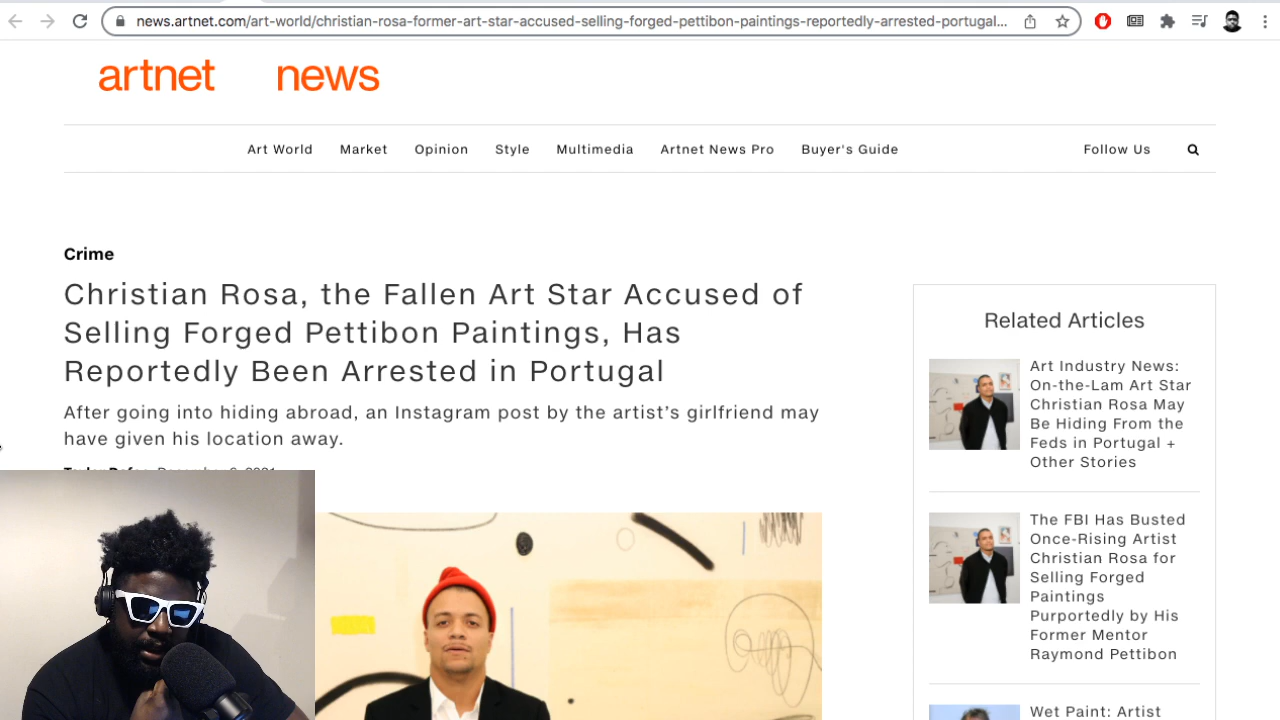 news.artnet.com/art-world/christian-rosa-former-art-star-accused-selling-forged-pettibon-paintings-reportedly-arrested-portugal...
artnet news
Art World Market Opinion Style Multimedia Artnet News Pro Buyer's Guide Follow Us
Crime
Christian Rosa, the Fallen Art Star Accused of
Selling Forged Pettibon Paintings, Has
Reportedly Been Arrested in Portugal
After going into hiding abroad, an Instagram post by the artist’s girlfriend may
have given his location away.
Related Articles
Art Industry News:
On-the-Lam Art Star
Christian Rosa May
Be Hiding From the
Feds in Portugal +
Other Stories
The FBI Has Busted
Once-Rising Artist
Christian Rosa for
Selling Forged
Paintings
Purportedly by His
Former Mentor
Raymond Pettibon
Wet Paint: Artist